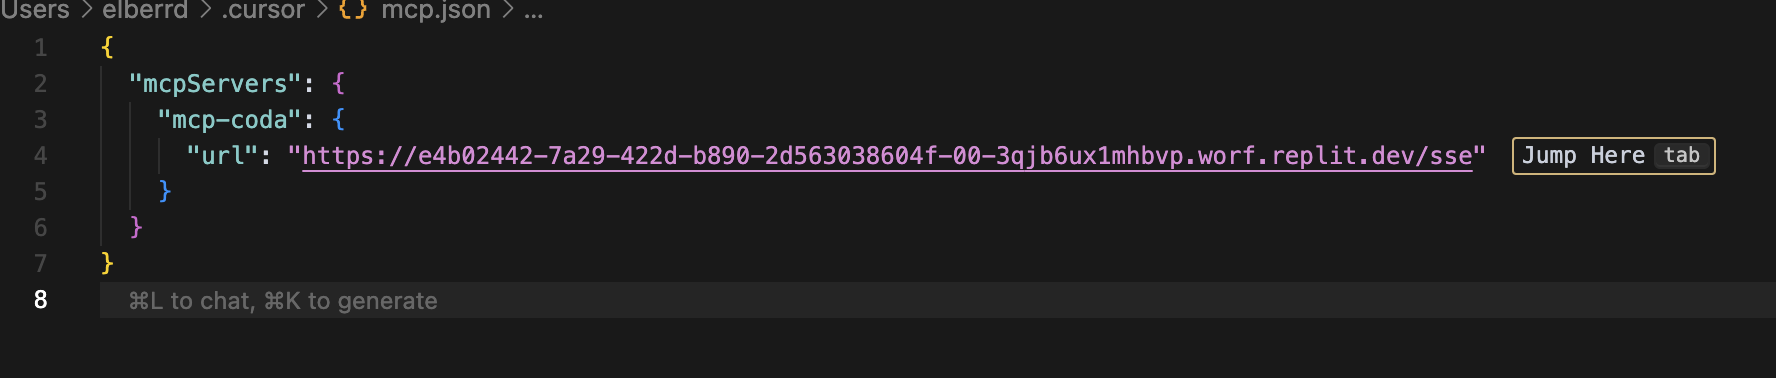 Users > elberrd > .cursor > {} mcp.json > ...
1 {
2 "mcpServers": {
3 "mcp-coda": {
4 "url": "https://e4b02442-7a29-422d-b890-2d563038604f-00-3qjb6ux1mhbvp.worf.replit.dev/sse" Jump Here tab
5 }
6 }
7 }
8 ⌘L to chat, ⌘K to generate